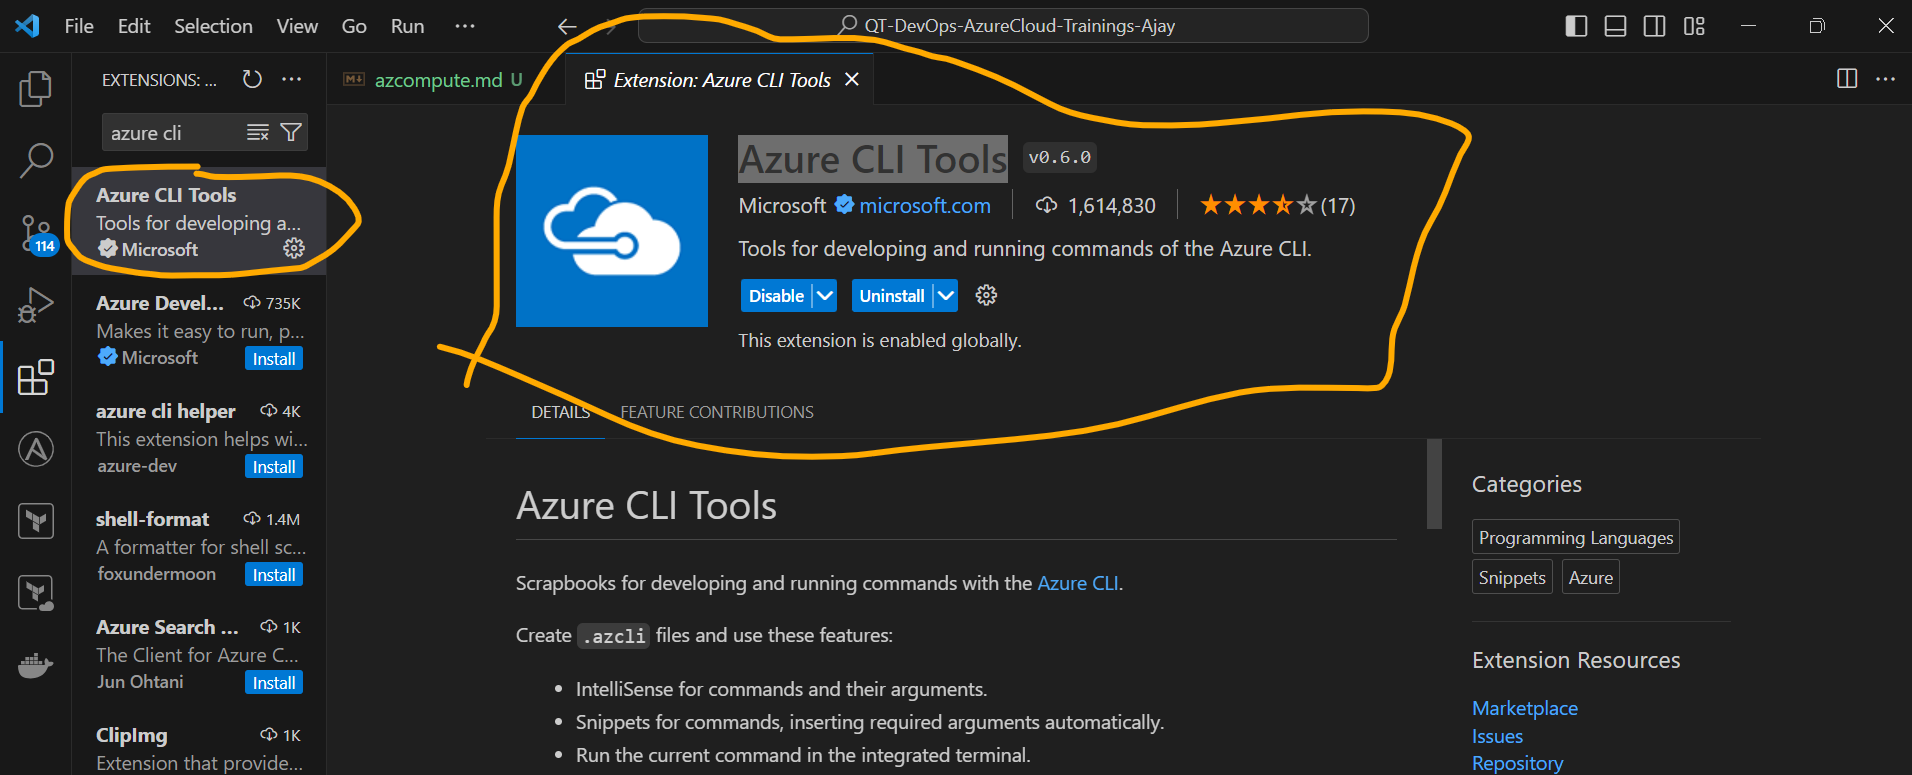 File Edit Selection View Go Run ···
QT-DevOps-AzureCloud-Trainings-Ajay
EXTENSIONS: ...
azure cli
114
Azure CLI Tools
Tools for developing a...
Microsoft
Azure Devel... 735K
Makes it easy to run, p...
Microsoft Install
azure cli helper 4K
This extension helps wi...
azure-dev Install
shell-format 1.4M
A formatter for shell sc...
foxundermoon Install
Azure Search ... 1K
The Client for Azure C...
Jun Ohtani Install
ClipImg 1K
Extension that provide...
azcompute.md U
Extension: Azure CLI Tools
Azure CLI Tools v0.6.0
Microsoft microsoft.com 1,614,830 (17)
Tools for developing and running commands of the Azure CLI.
Disable Uninstall
This extension is enabled globally.
DETAILS FEATURE CONTRIBUTIONS
Azure CLI Tools
Scrapbooks for developing and running commands with the Azure CLI.
Create .azcli files and use these features:
• IntelliSense for commands and their arguments.
• Snippets for commands, inserting required arguments automatically.
• Run the current command in the integrated terminal.
Categories
Programming Languages
Snippets Azure
Extension Resources
Marketplace
Issues
Repository